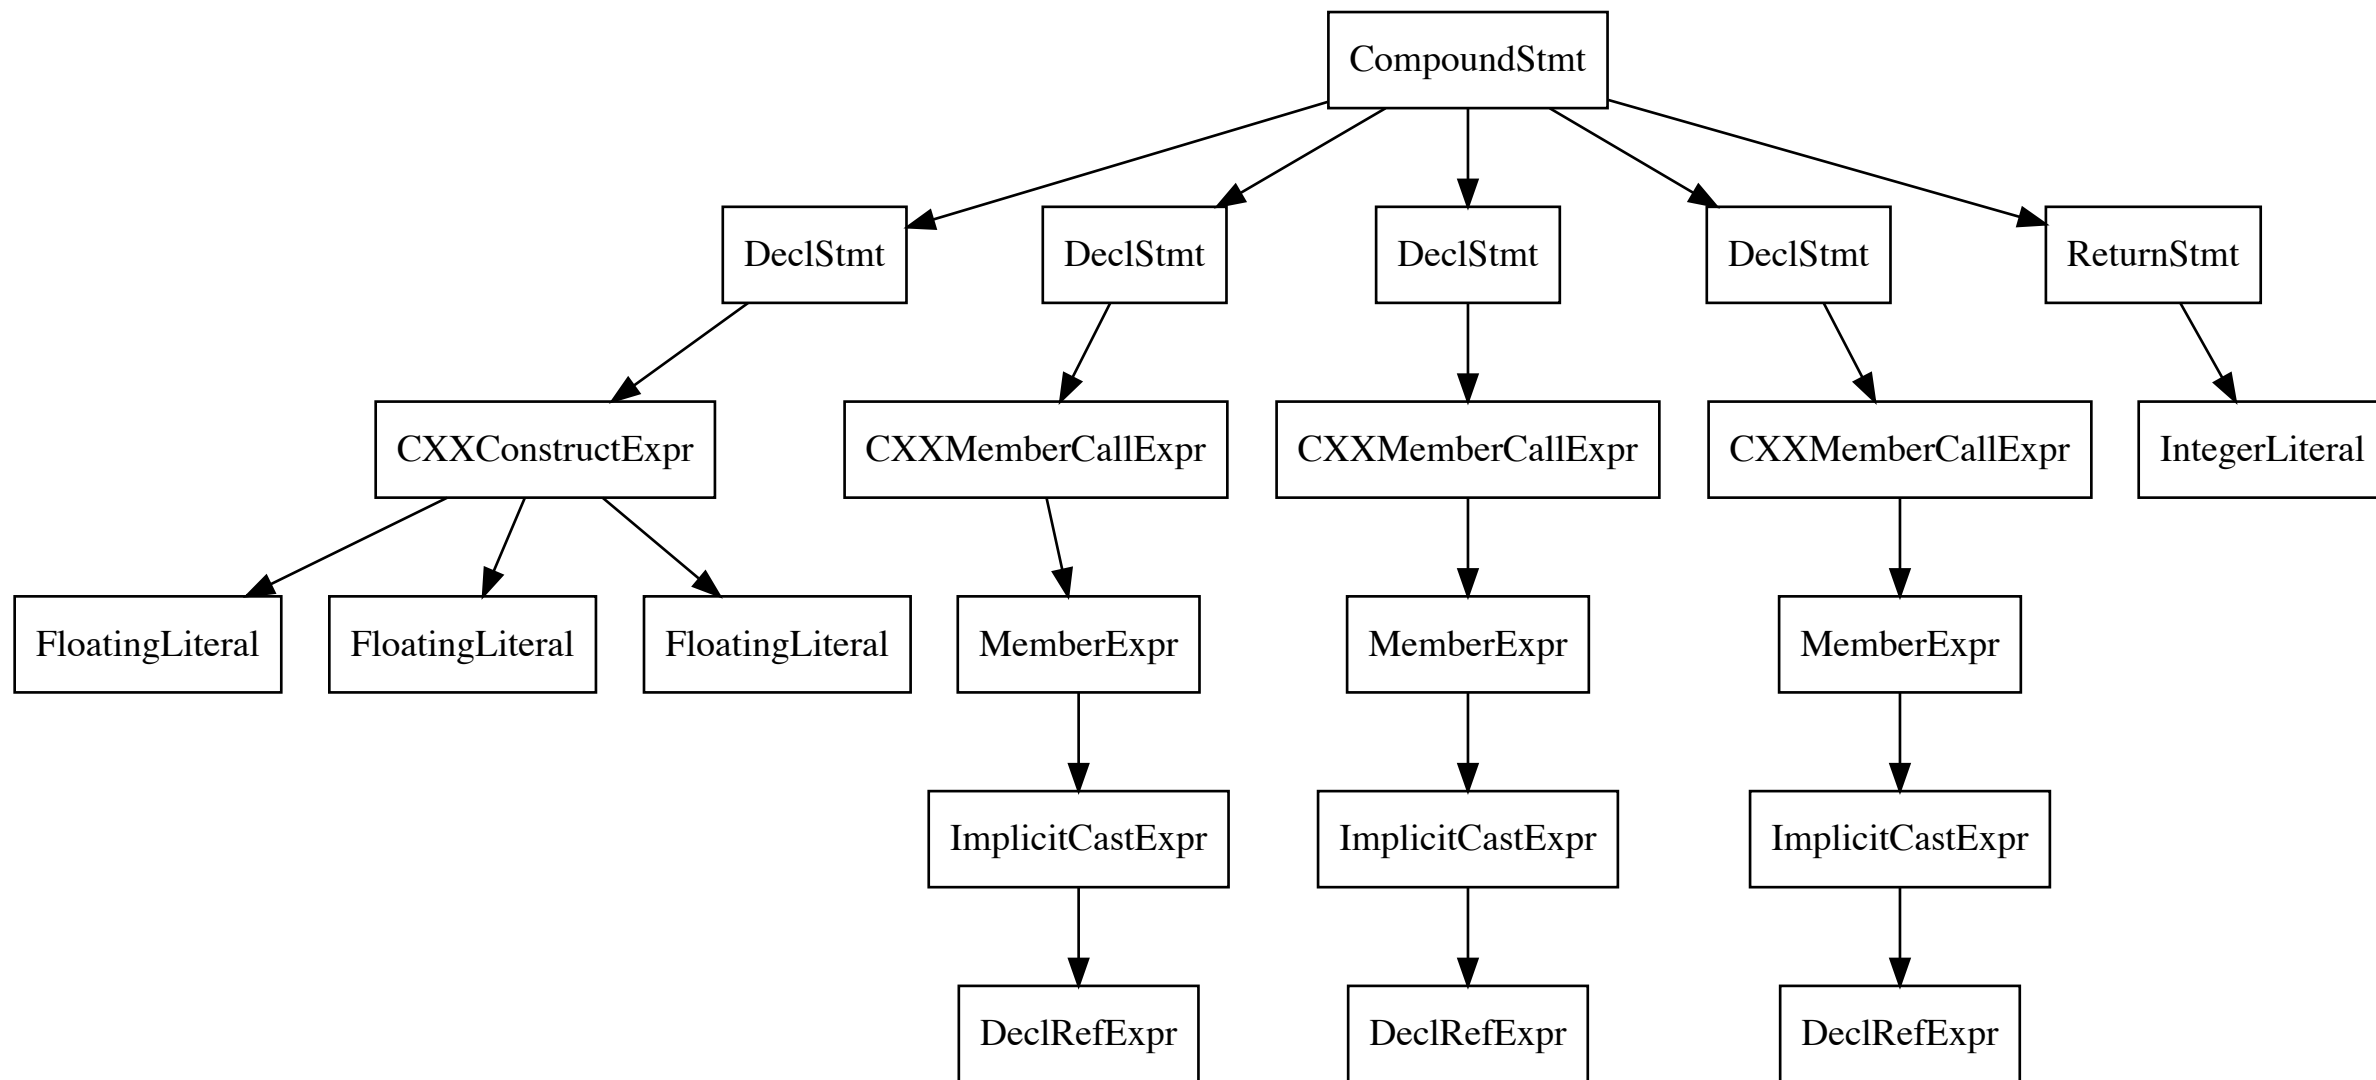 CompoundStmt
DeclStmt DeclStmt DeclStmt DeclStmt ReturnStmt
CXXConstructExpr CXXMemberCallExpr CXXMemberCallExpr CXXMemberCallExpr IntegerLiteral
FloatingLiteral FloatingLiteral FloatingLiteral MemberExpr MemberExpr MemberExpr
ImplicitCastExpr ImplicitCastExpr ImplicitCastExpr
DeclRefExpr DeclRefExpr DeclRefExpr